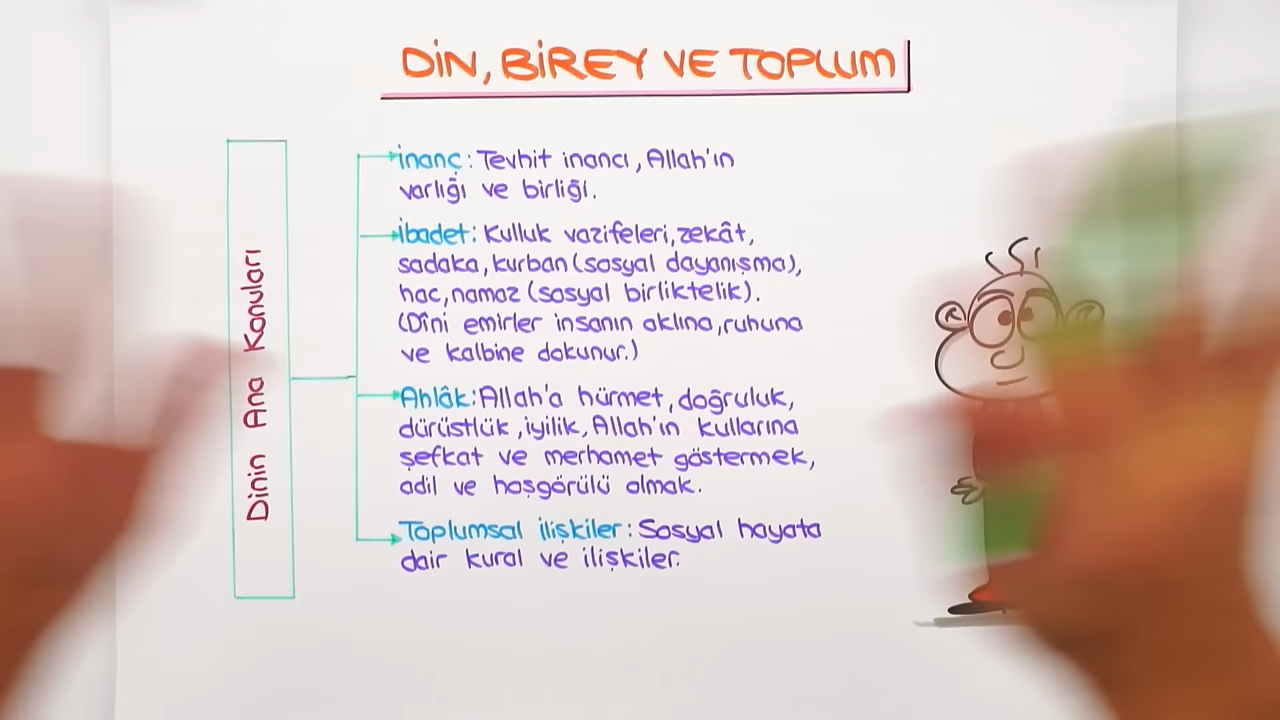 DİN, BİREY VE TOPLUM
Dinin Ana Konuları
İnanç: Tevhit inancı, Allah'ın
varlığı ve birliği.
İbadet: Kulluk vazifeleri, zekât,
sadaka, kurban (sosyal dayanışma),
hac, namaz (sosyal birliktelik).
(Dîni emirler insanın aklına, ruhuna
ve kalbine dokunur.)
Ahlâk: Allah'a hürmet, doğruluk,
dürüstlük, iyilik, Allah'ın kullarına
şefkat ve merhamet göstermek,
adil ve hoşgörülü olmak.
Toplumsal ilişkiler: Sosyal hayata
dair kural ve ilişkiler.